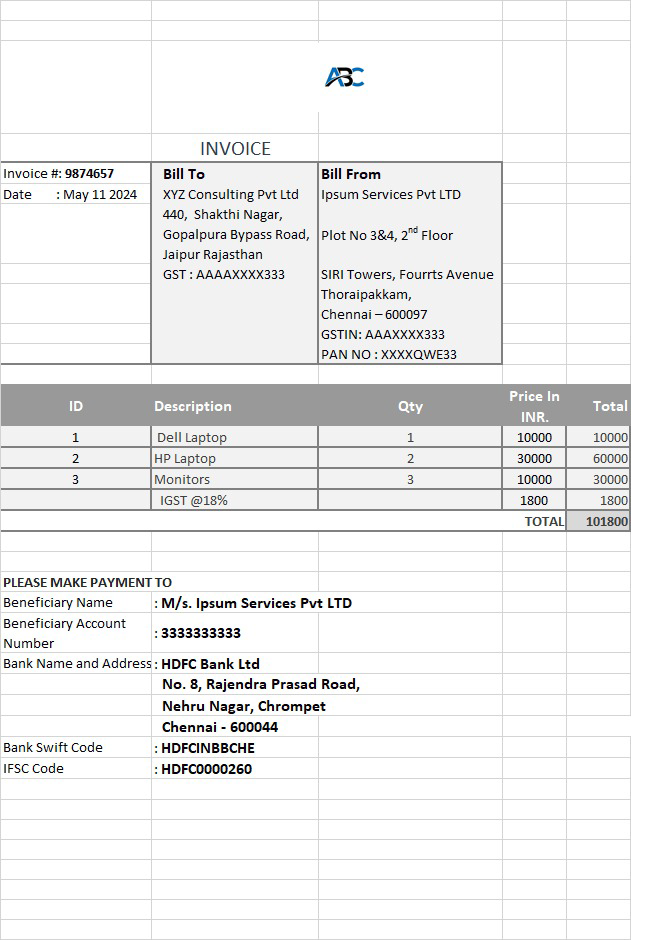 ABC
INVOICE
Invoice #: 9874657
Date : May 11 2024
Bill To
XYZ Consulting Pvt Ltd
440, Shakthi Nagar,
Gopalpura Bypass Road,
Jaipur Rajasthan
GST : AAAAXXXX333
Bill From
Ipsum Services Pvt LTD
Plot No 3&4, 2nd Floor
SIRI Towers, Fourrts Avenue
Thoraipakkam,
Chennai – 600097
GSTIN: AAAXXXX333
PAN NO : XXXXQWE33
ID Description Qty Price In INR. Total
1 Dell Laptop 1 10000 10000
2 HP Laptop 2 30000 60000
3 Monitors 3 10000 30000
IGST @18% 1800 1800
TOTAL 101800
PLEASE MAKE PAYMENT TO
Beneficiary Name : M/s. Ipsum Services Pvt LTD
Beneficiary Account Number : 3333333333
Bank Name and Address : HDFC Bank Ltd
No. 8, Rajendra Prasad Road,
Nehru Nagar, Chrompet
Chennai - 600044
Bank Swift Code : HDFCINBBCHE
IFSC Code : HDFC0000260